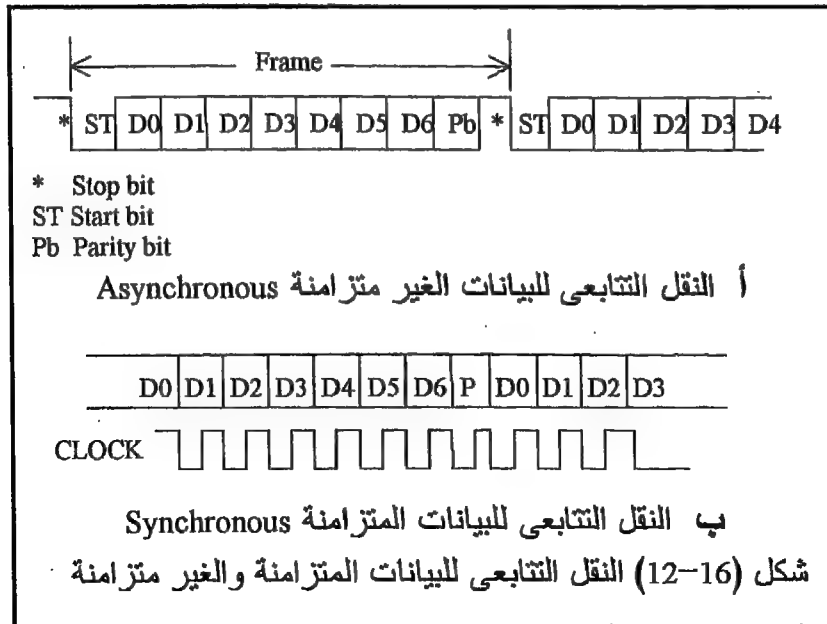 Frame
* ST D0 D1 D2 D3 D4 D5 D6 Pb * ST D0 D1 D2 D3 D4
* Stop bit
ST Start bit
Pb Parity bit
أ النقل التتابعى للبيانات الغير متزامنة Asynchronous
D0 D1 D2 D3 D4 D5 D6 P D0 D1 D2 D3
CLOCK
ب النقل التتابعى للبيانات المتزامنة Synchronous
شكل (16-12) النقل التتابعى للبيانات المتزامنة والغير متزامنة